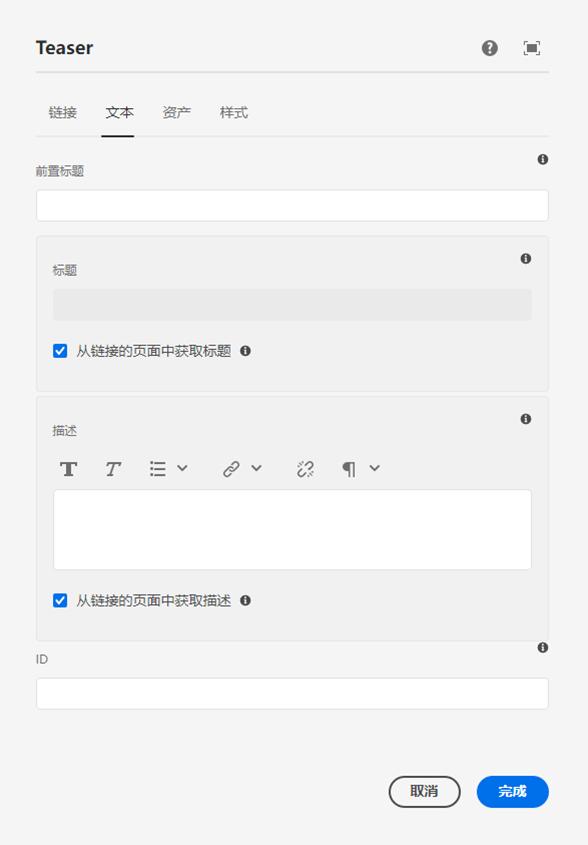 Teaser
链接 文本 资产 样式
前置标题
标题
从链接的页面中获取标题
描述
从链接的页面中获取描述
ID
取消 完成